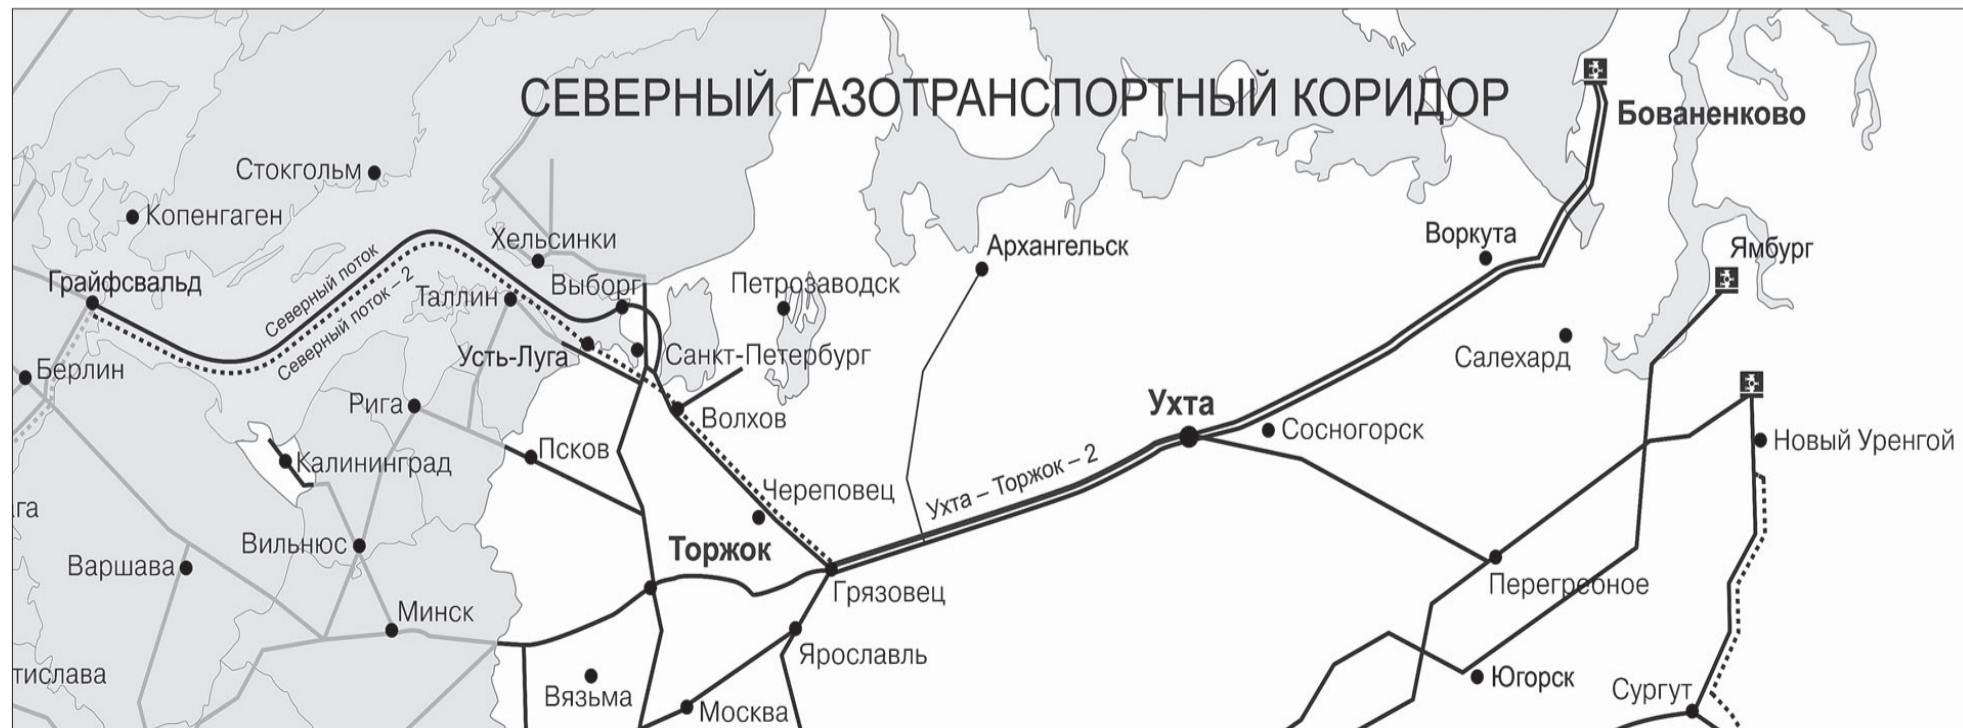 СЕВЕРНЫЙ ГАЗОТРАНСПОРТНЫЙ КОРИДОР
Бованенково
Стокгольм
Копенгаген
Хельсинки
Архангельск
Воркута
Ямбург
Грайфсвальд
Северный поток
Северный поток – 2
Таллин
Выборг
Петрозаводск
Усть-Луга
Санкт-Петербург
Салехард
Берлин
Рига
Волхов
Ухта
Сосногорск
Новый Уренгой
Псков
Калининград
Череповец
Ухта – Торжок – 2
га
Вильнюс
Торжок
Варшава
Грязовец
Перегребное
Минск
Ярославль
тислава
Вязьма
Югорск
Сургут
Москва